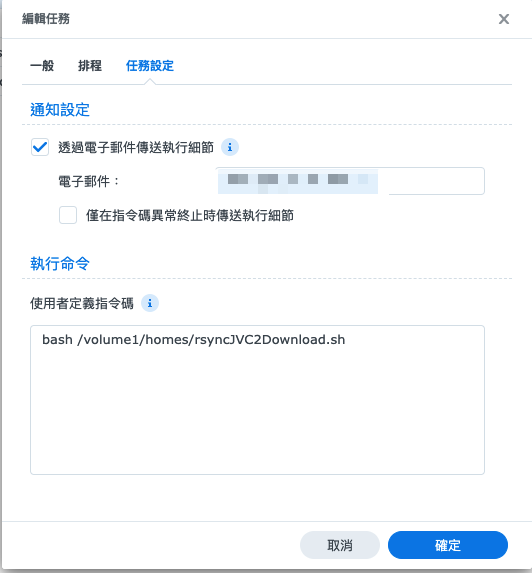 編輯任務
一般 排程 任務設定
通知設定
透過電子郵件傳送執行細節
電子郵件：
僅在指令碼異常終止時傳送執行細節
執行命令
使用者定義指令碼
bash /volume1/homes/rsyncJVC2Download.sh
取消 確定